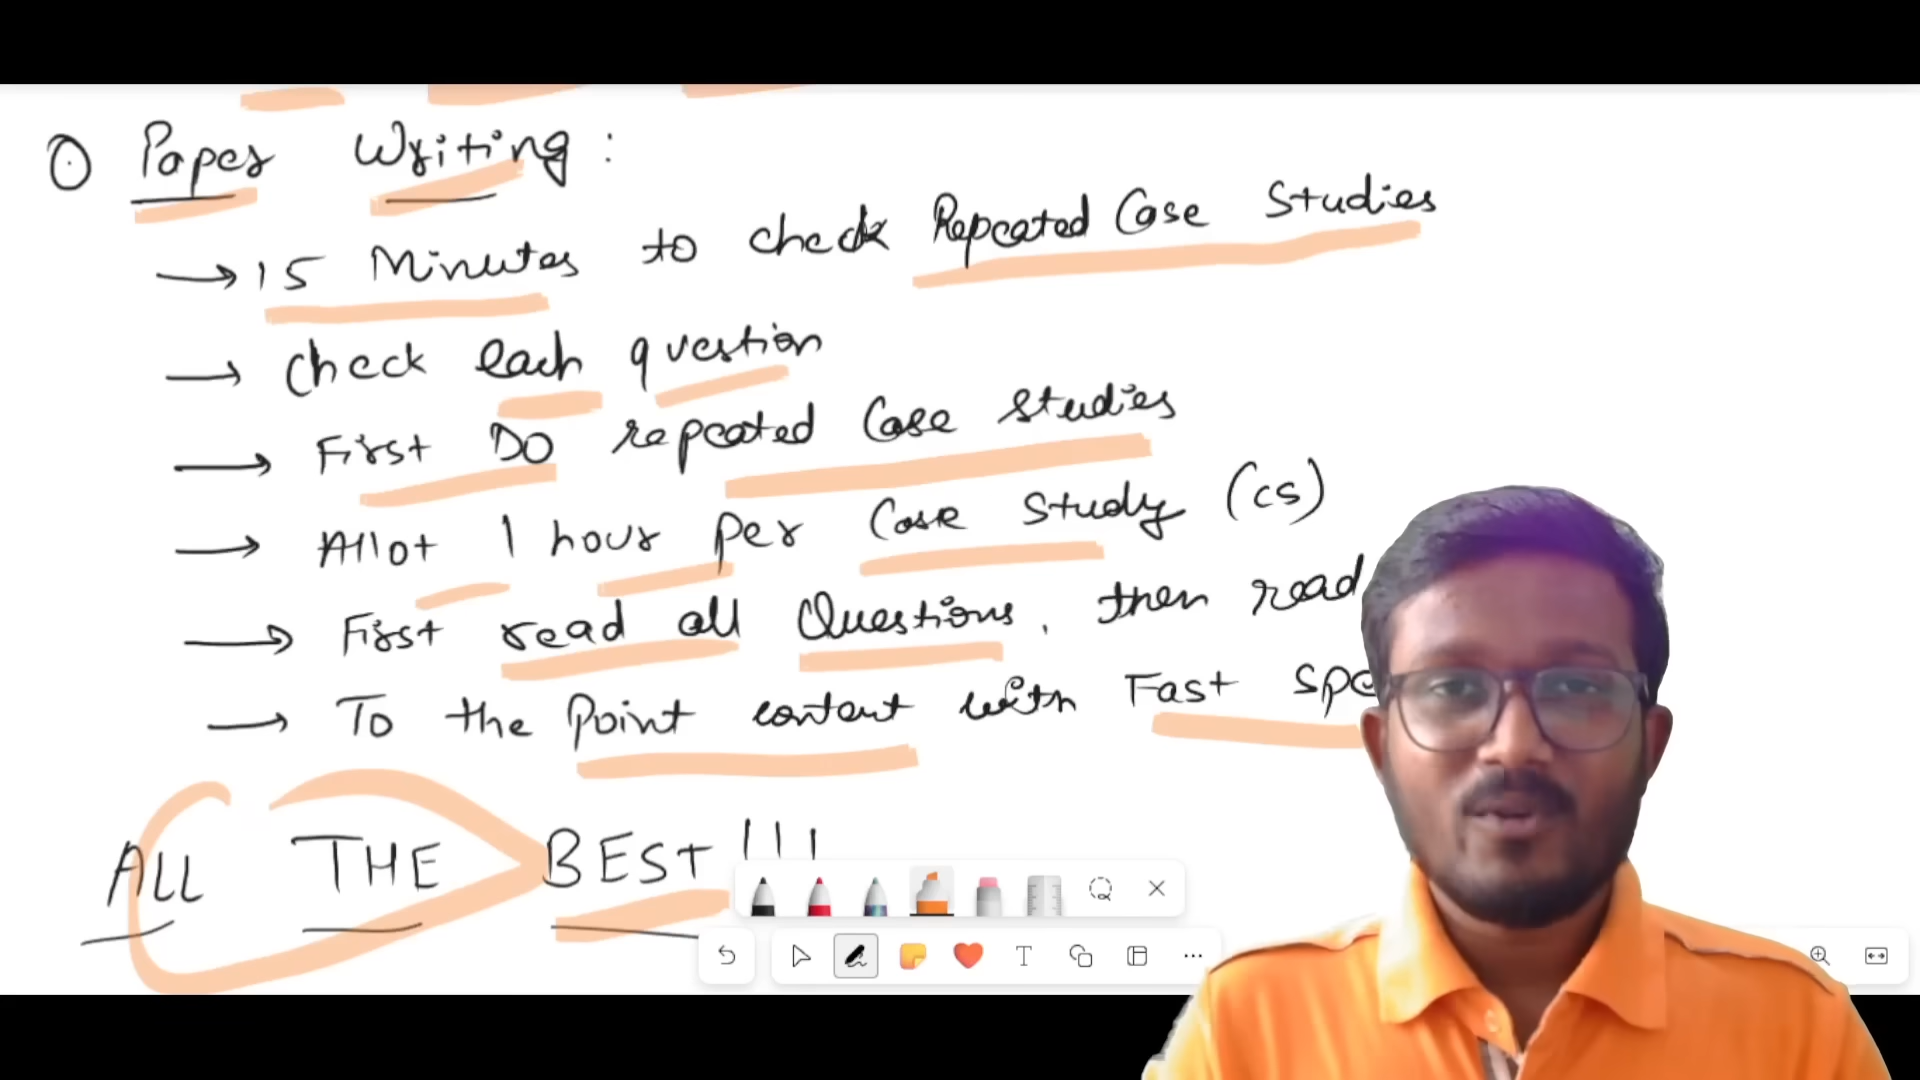 Paper Writing :
→ 15 Minutes to check Repeated Case Studies
→ Check each question
→ First DO repeated Case studies
→ Allot 1 hour per Case Study (CS)
→ First read all Questions, then read
→ To the Point content with Fast
ALL THE BEST !!!
T